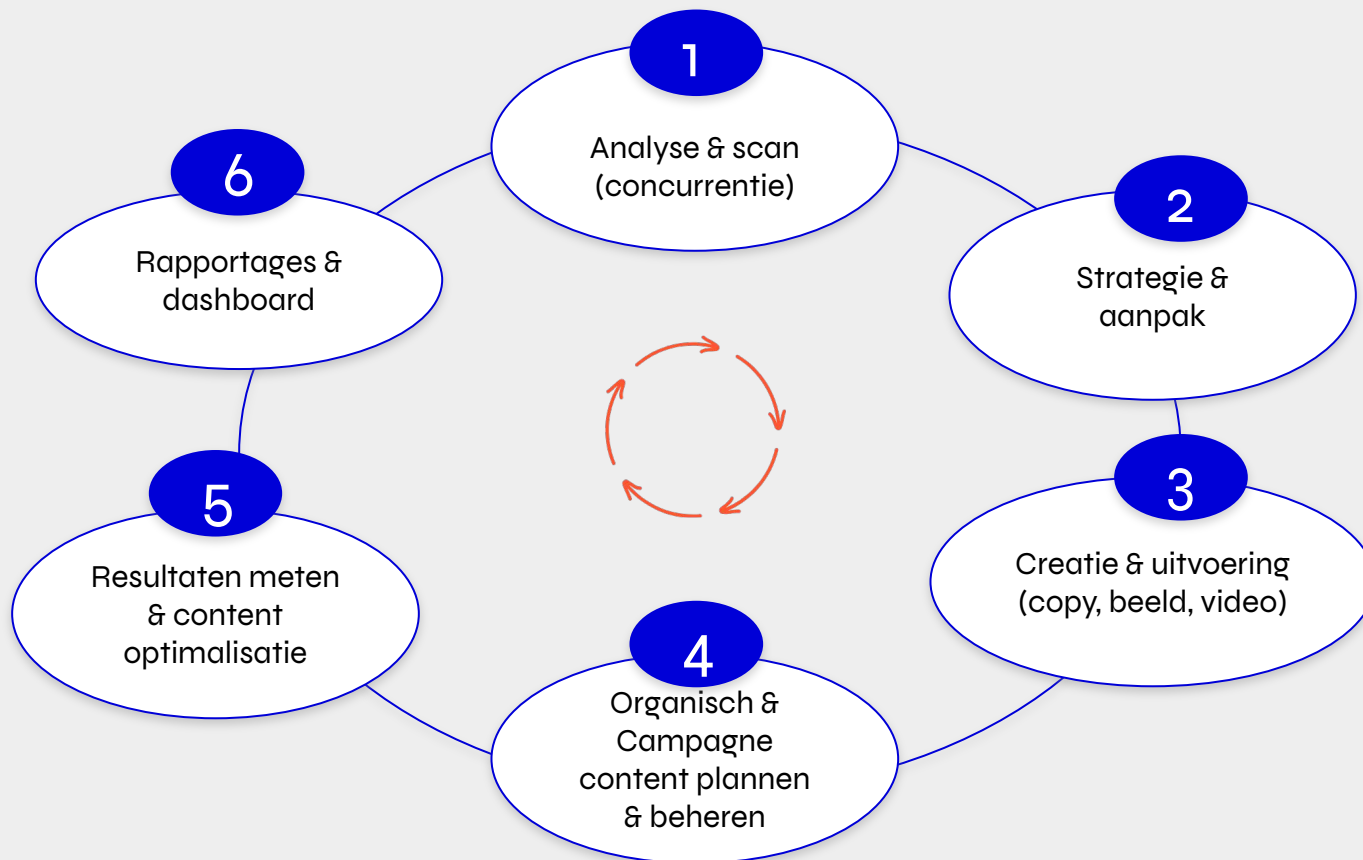 1
Analyse & scan
(concurrentie)
2
Strategie &
aanpak
3
Creatie & uitvoering
(copy, beeld, video)
4
Organisch &
Campagne
content plannen
& beheren
5
Resultaten meten
& content
optimalisatie
6
Rapportages &
dashboard